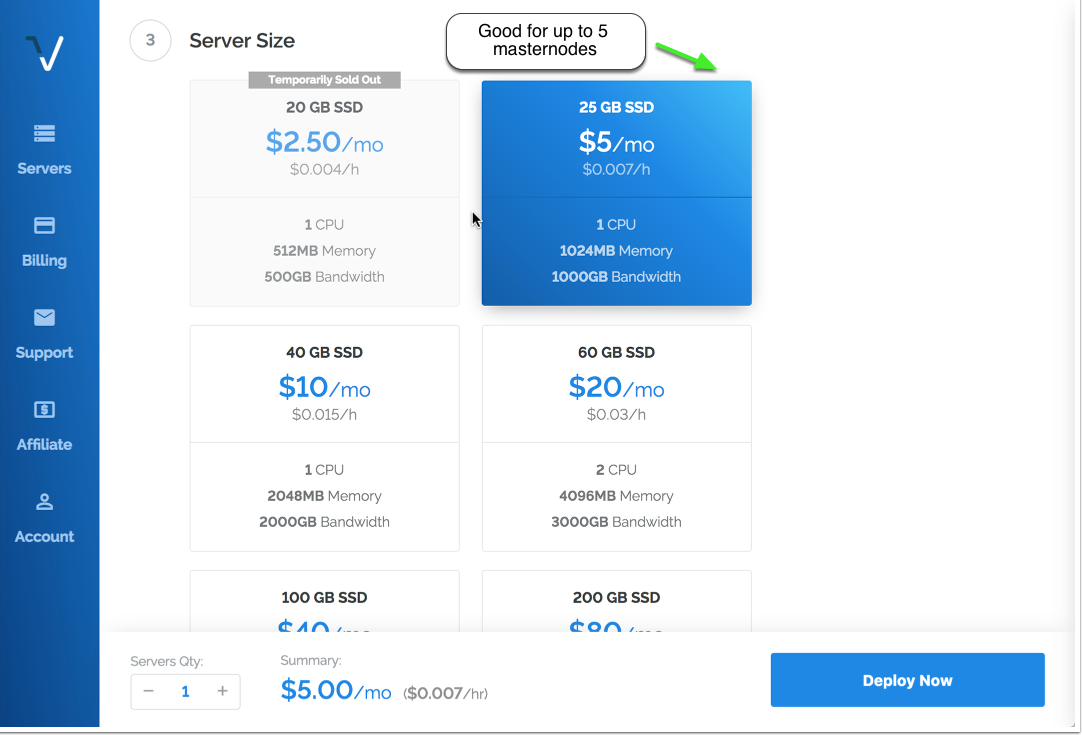 3
Server Size
Good for up to 5
masternodes
Temporarily Sold Out
20 GB SSD
$2.50/mo
$0.004/h
1 CPU
512MB Memory
500GB Bandwidth
25 GB SSD
$5/mo
$0.007/h
1 CPU
1024MB Memory
1000GB Bandwidth
40 GB SSD
$10/mo
$0.015/h
1 CPU
2048MB Memory
2000GB Bandwidth
60 GB SSD
$20/mo
$0.03/h
2 CPU
4096MB Memory
3000GB Bandwidth
100 GB SSD
$40/mo
200 GB SSD
$80/mo
Servers
Billing
Support
Affiliate
Account
Servers Qty:
− 1 +
Summary:
$5.00/mo ($0.007/hr)
Deploy Now